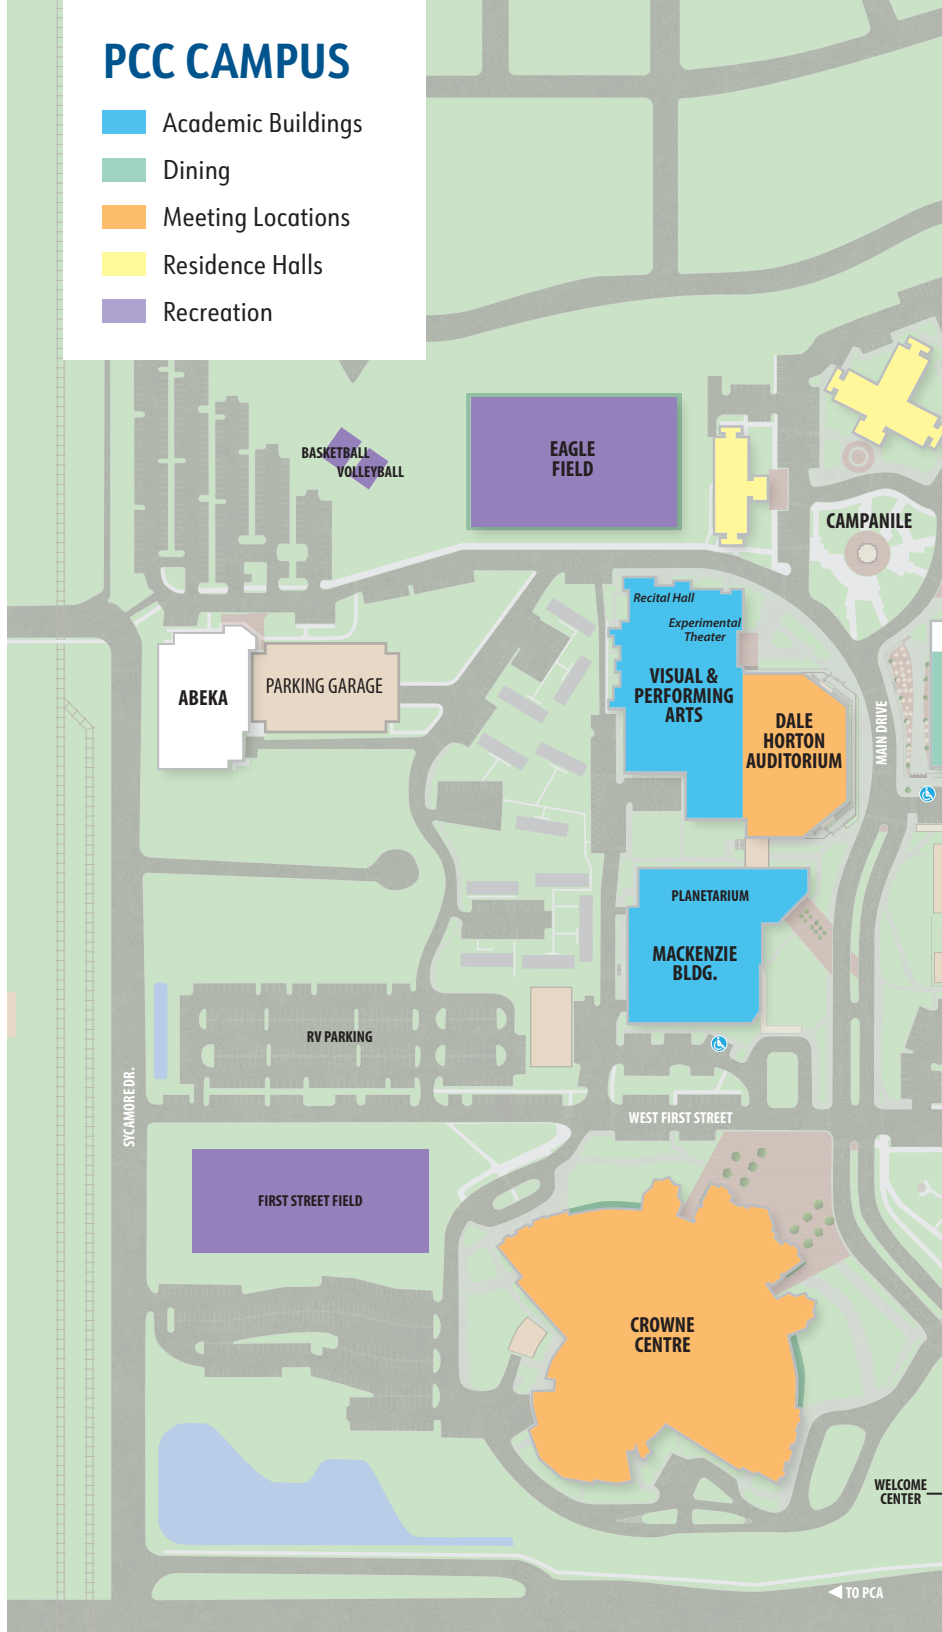 PCC CAMPUS
Academic Buildings
Dining
Meeting Locations
Residence Halls
Recreation
BASKETBALL
VOLLEYBALL
EAGLE
FIELD
CAMPANILE
Recital Hall
Experimental
Theater
VISUAL &
PERFORMING
ARTS
ABEKA
PARKING GARAGE
DALE
HORTON
AUDITORIUM
MAIN DRIVE
PLANETARIUM
MACKENZIE
BLDG.
RV PARKING
SYCAMORE DR.
WEST FIRST STREET
FIRST STREET FIELD
CROWNE
CENTRE
WELCOME
CENTER
TO PCA